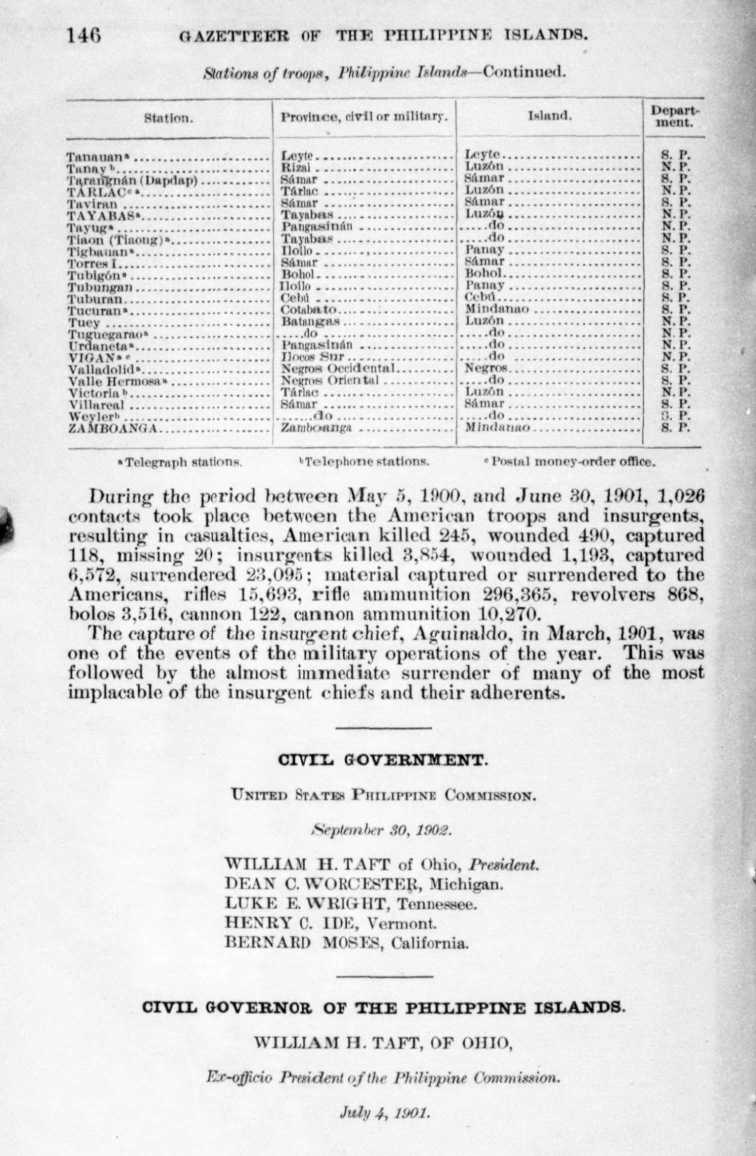 146 GAZETTEER OF THE PHILIPPINE ISLANDS.
Stations of troops, Philippine Islands—Continued.
Station. Province, civil or military. Island. Depart-
ment.
Tanauan a Leyte Leyte S. P.
Tanay b Rizal Luzón N. P.
Tarangnán (Dapdap) Sámar Sámar S. P.
TARLAC c a Tárlac Luzón N. P.
Taviran Sámar Sámar S. P.
TAYABAS a Tayabas Luzón N. P.
Tayug a Pangasinán do N. P.
Tiaon (Tiaong) a Tayabas do N. P.
Tigbauan a Iloilo Panay S. P.
Torres I Sámar Sámar S. P.
Tubigón a Bohol Bohol S. P.
Tubungan Iloilo Panay S. P.
Tuburan Cebú Cebú S. P.
Tucuran a Cotabato Mindanao S. P.
Tuey Batangas Luzón N. P.
Tuguegarao a do do N. P.
Urdaneta a Pangasinán do N. P.
VIGAN a c Ilocos Sur do N. P.
Valladolid a Negros Occidental Negros S. P.
Valle Hermosa a Negros Oriental do S. P.
Victoria b Tárlac Luzón N. P.
Villareal Sámar Sámar S. P.
Weyler b do do S. P.
ZAMBOANGA Zamboanga Mindanao S. P.
a Telegraph stations. b Telephone stations. c Postal money-order office.
During the period between May 5, 1900, and June 30, 1901, 1,026
contacts took place between the American troops and insurgents,
resulting in casualties, American killed 245, wounded 490, captured
118, missing 20; insurgents killed 3,854, wounded 1,193, captured
6,572, surrendered 23,095; material captured or surrendered to the
Americans, rifles 15,693, rifle ammunition 296,365, revolvers 868,
bolos 3,516, cannon 122, cannon ammunition 10,270.
The capture of the insurgent chief, Aguinaldo, in March, 1901, was
one of the events of the military operations of the year. This was
followed by the almost immediate surrender of many of the most
implacable of the insurgent chiefs and their adherents.
CIVIL GOVERNMENT.
UNITED STATES PHILIPPINE COMMISSION.
September 30, 1902.
WILLIAM H. TAFT of Ohio, President.
DEAN C. WORCESTER, Michigan.
LUKE E. WRIGHT, Tennessee.
HENRY C. IDE, Vermont.
BERNARD MOSES, California.
CIVIL GOVERNOR OF THE PHILIPPINE ISLANDS.
WILLIAM H. TAFT, OF OHIO,
Ex-officio President of the Philippine Commission.
July 4, 1901.